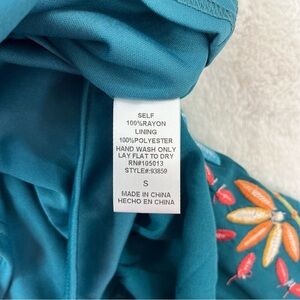 SELF
100%RAYON
LINING
100%POLYESTER
HAND WASH ONLY
LAY FLAT TO DRY
RN#105013
STYLE#:93859
S
MADE IN CHINA
HECHO EN CHINA